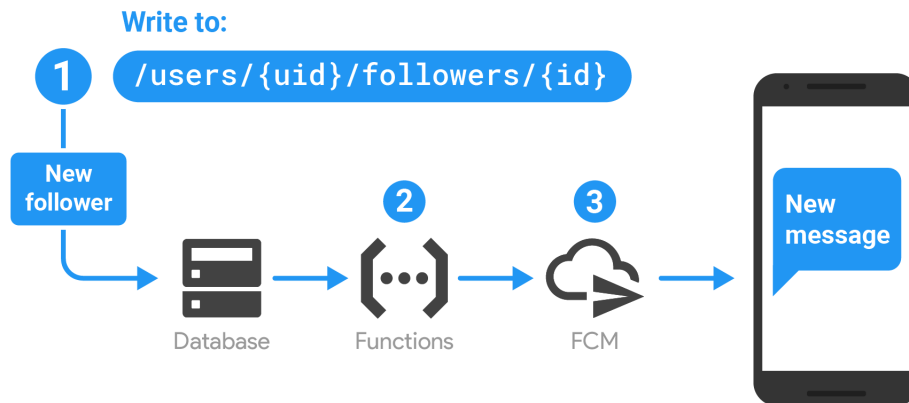 Write to:
1
/users/{uid}/followers/{id}
New
follower
2
3
New
message
Database
Functions
FCM